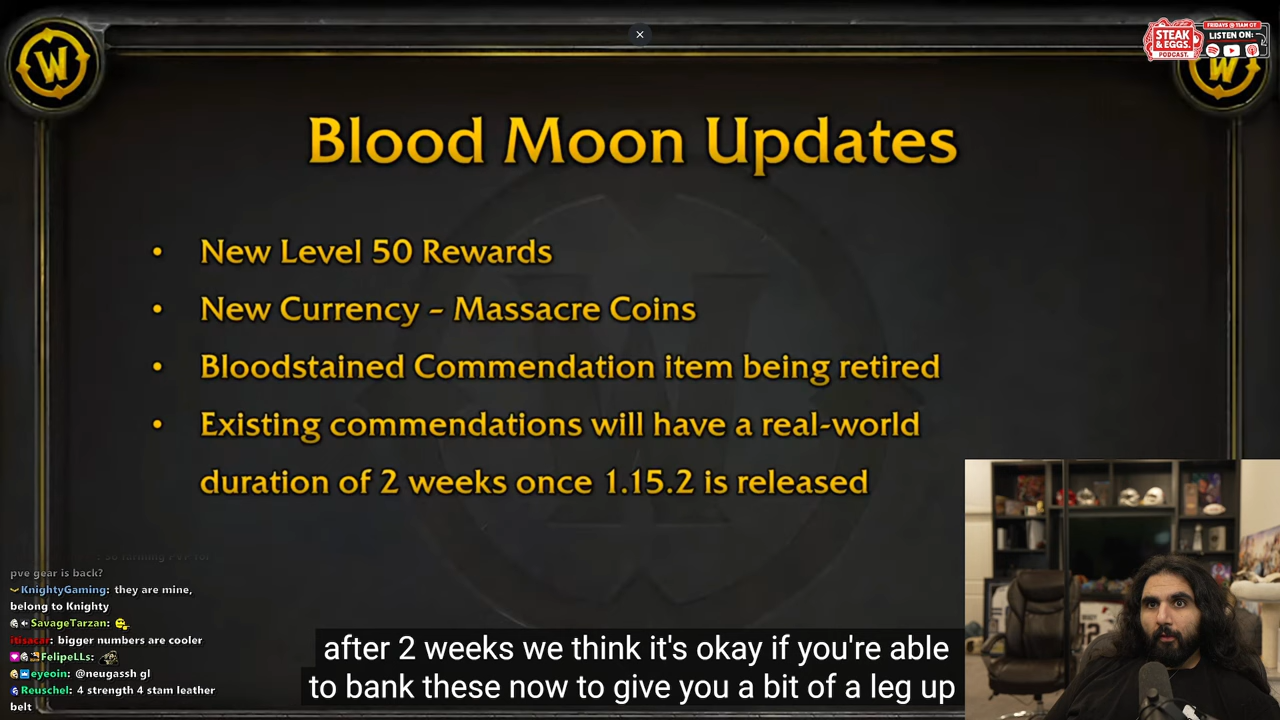 STEAK
& EGGS.
PODCAST.
FRIDAYS @ 11AM CT
LISTEN ON:
Blood Moon Updates
• New Level 50 Rewards
• New Currency – Massacre Coins
• Bloodstained Commendation item being retired
• Existing commendations will have a real-world
duration of 2 weeks once 1.15.2 is released
pve gear is back?
KnightyGaming: they are mine,
belong to Knighty
SavageTarzan:
itisacar: bigger numbers are cooler
FelipeLLs:
eyeoin: @neugassh gl
Reuschel: 4 strength 4 stam leather
belt
after 2 weeks we think it's okay if you're able
to bank these now to give you a bit of a leg up